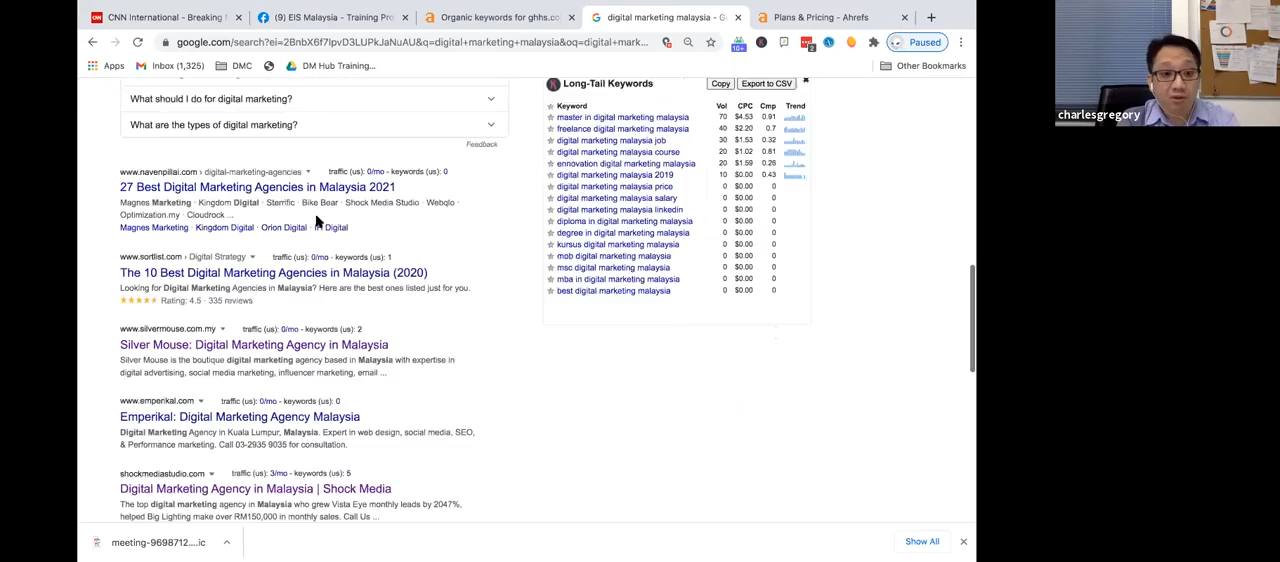 CNN International - Breaking
(9) EIS Malaysia - Training Pro
Organic keywords for ghhs.co
digital marketing malaysia - G
Plans & Pricing - Ahrefs
google.com/search?ei=2BnbX6f7IpvD3LUPkJaNuAU&q=digital+marketing+malaysia&oq=digital+mark...
10+
2
Paused
Apps
Inbox (1,325)
DMC
DM Hub Training...
Other Bookmarks
What should I do for digital marketing?
What are the types of digital marketing?
Feedback
www.navenpillai.com › digital-marketing-agencies
traffic (us): 0/mo - keywords (us): 0
27 Best Digital Marketing Agencies in Malaysia 2021
Magnes Marketing · Kingdom Digital · Sterrific · Bike Bear · Shock Media Studio · Webqlo ·
Optimization.my · Cloudrock ...
Magnes Marketing · Kingdom Digital · Orion Digital · Digital
www.sortlist.com › Digital Strategy
traffic (us): 0/mo - keywords (us): 1
The 10 Best Digital Marketing Agencies in Malaysia (2020)
Looking for Digital Marketing Agencies in Malaysia? Here are the best ones listed just for you.
Rating: 4.5 · 335 reviews
www.silvermouse.com.my
traffic (us): 0/mo - keywords (us): 2
Silver Mouse: Digital Marketing Agency in Malaysia
Silver Mouse is the boutique digital marketing agency based in Malaysia with expertise in
digital advertising, social media marketing, influencer marketing, email ...
www.emperikal.com
traffic (us): 0/mo - keywords (us): 0
Emperikal: Digital Marketing Agency Malaysia
Digital Marketing Agency in Kuala Lumpur, Malaysia. Expert in web design, social media, SEO,
& Performance marketing. Call 03-2935 9035 for consultation.
shockmediastudio.com
traffic (us): 3/mo - keywords (us): 5
Digital Marketing Agency in Malaysia | Shock Media
The top digital marketing agency in Malaysia who grew Vista Eye monthly leads by 2047%,
helped Big Lighting make over RM150,000 in monthly sales. Call Us ...
Long-Tail Keywords
Copy
Export to CSV
Keyword Vol CPC Cmp Trend
master in digital marketing malaysia 70 $4.53 0.91
freelance digital marketing malaysia 40 $2.20 0.7
digital marketing malaysia job 30 $1.53 0.32
digital marketing malaysia course 20 $1.02 0.81
ennovation digital marketing malaysia 20 $1.59 0.26
digital marketing malaysia 2019 10 $0.00 0.43
digital marketing malaysia price 0 $0.00 0
digital marketing malaysia salary 0 $0.00 0
digital marketing malaysia linkedin 0 $0.00 0
diploma in digital marketing malaysia 0 $0.00 0
degree in digital marketing malaysia 0 $0.00 0
kursus digital marketing malaysia 0 $0.00 0
mob digital marketing malaysia 0 $0.00 0
msc digital marketing malaysia 0 $0.00 0
mba in digital marketing malaysia 0 $0.00 0
best digital marketing malaysia 0 $0.00 0
meeting-9698712....ic
Show All
charlesgregory